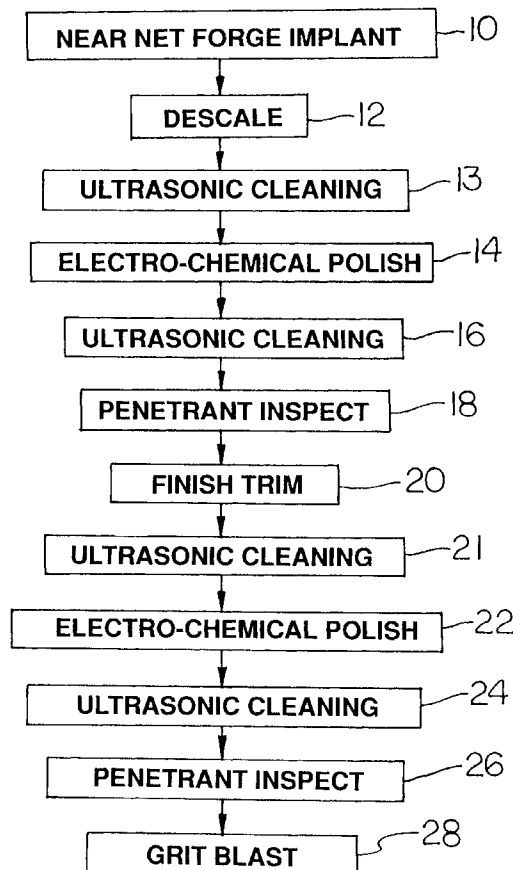 NEAR NET FORGE IMPLANT 10
DESCALE 12
ULTRASONIC CLEANING 13
ELECTRO-CHEMICAL POLISH 14
ULTRASONIC CLEANING 16
PENETRANT INSPECT 18
FINISH TRIM 20
ULTRASONIC CLEANING 21
ELECTRO-CHEMICAL POLISH 22
ULTRASONIC CLEANING 24
PENETRANT INSPECT 26
GRIT BLAST 28